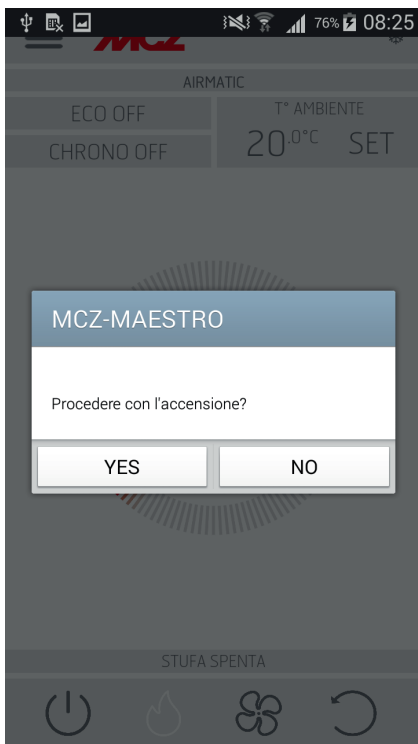 76% 08:25
MCZ
AIRMATIC
ECO OFF
T° AMBIENTE
CHRONO OFF
20.0°C SET
MCZ-MAESTRO
Procedere con l'accensione?
YES NO
STUFA SPENTA